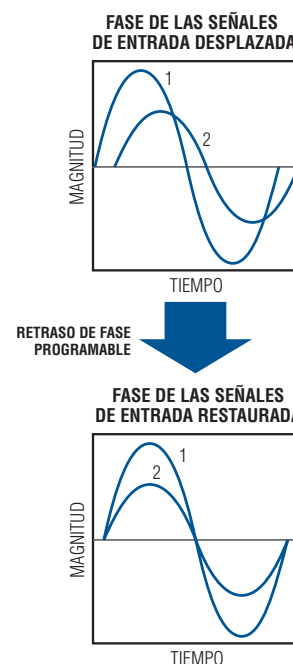 FASE DE LAS SEÑALES
DE ENTRADA DESPLAZADA
1
2
MAGNITUD
TIEMPO
RETRASO DE FASE
PROGRAMABLE
FASE DE LAS SEÑALES
DE ENTRADA RESTAURADA
1
2
MAGNITUD
TIEMPO